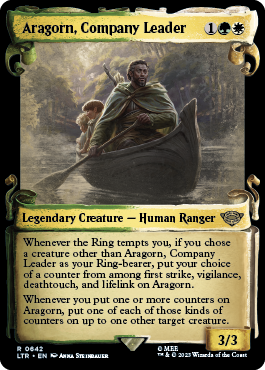 Aragorn, Company Leader 1
Legendary Creature — Human Ranger
Whenever the Ring tempts you, if you chose
a creature other than Aragorn, Company
Leader as your Ring-bearer, put your choice
of a counter from among first strike, vigilance,
deathtouch, and lifelink on Aragorn.
Whenever you put one or more counters on
Aragorn, put one of each of those kinds of
counters on up to one other target creature.
3/3
R 0642
LTR • EN Anna Steinbauer
© MEE
™ & © 2023 Wizards of the Coast